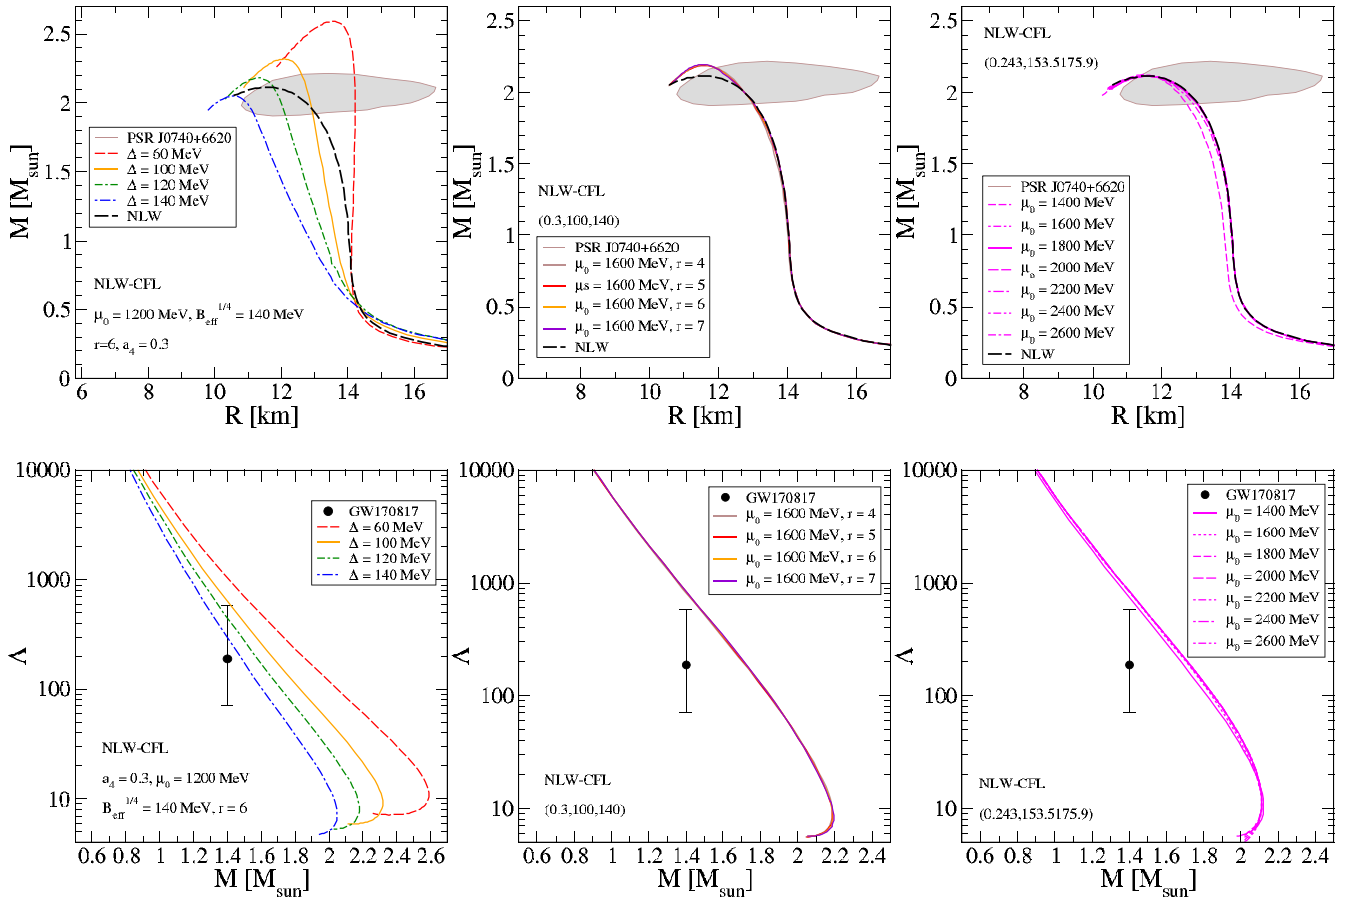 M [M_sun]
2.5
2
1.5
1
0.5
0
PSR J0740+6620
Δ = 60 MeV
Δ = 100 MeV
Δ = 120 MeV
Δ = 140 MeV
NLW
NLW-CFL
μ_0 = 1200 MeV, B_eff^1/4 = 140 MeV
r=6, a_4 = 0.3
6 8 10 12 14 16
R [km]
M [M_sun]
2.5
2
1.5
1
0.5
0
NLW-CFL
(0.3,100,140)
PSR J0740+6620
μ_0 = 1600 MeV, r = 4
μs = 1600 MeV, r = 5
μ_0 = 1600 MeV, r = 6
μ_0 = 1600 MeV, r = 7
NLW
8 10 12 14 16
R [km]
M [M_sun]
2.5
2
1.5
1
0.5
0
NLW-CFL
(0.243,153.5175.9)
PSR J0740+6620
μ_0 = 1400 MeV
μ_0 = 1600 MeV
μ_0 = 1800 MeV
μ_0 = 2000 MeV
μ_0 = 2200 MeV
μ_0 = 2400 MeV
μ_0 = 2600 MeV
NLW
8 10 12 14 16
R [km]
Λ
10000
1000
100
10
GW170817
Δ = 60 MeV
Δ = 100 MeV
Δ = 120 MeV
Δ = 140 MeV
NLW-CFL
a_4 = 0.3, μ_0 = 1200 MeV
B_eff^1/4 = 140 MeV, r = 6
0.6 0.8 1 1.2 1.4 1.6 1.8 2 2.2 2.4 2.6
M [M_sun]
Λ
10000
1000
100
10
GW170817
μ_0 = 1600 MeV, r = 4
μ_0 = 1600 MeV, r = 5
μ_0 = 1600 MeV, r = 6
μ_0 = 1600 MeV, r = 7
NLW-CFL
(0.3,100,140)
0.6 0.8 1 1.2 1.4 1.6 1.8 2 2.2 2.4
M [M_sun]
Λ
10000
1000
100
10
GW170817
μ_0 = 1400 MeV
μ_0 = 1600 MeV
μ_0 = 1800 MeV
μ_0 = 2000 MeV
μ_0 = 2200 MeV
μ_0 = 2400 MeV
μ_0 = 2600 MeV
NLW-CFL
(0.243,153.5175.9)
0.6 0.8 1 1.2 1.4 1.6 1.8 2 2.2 2.4
M [M_sun]